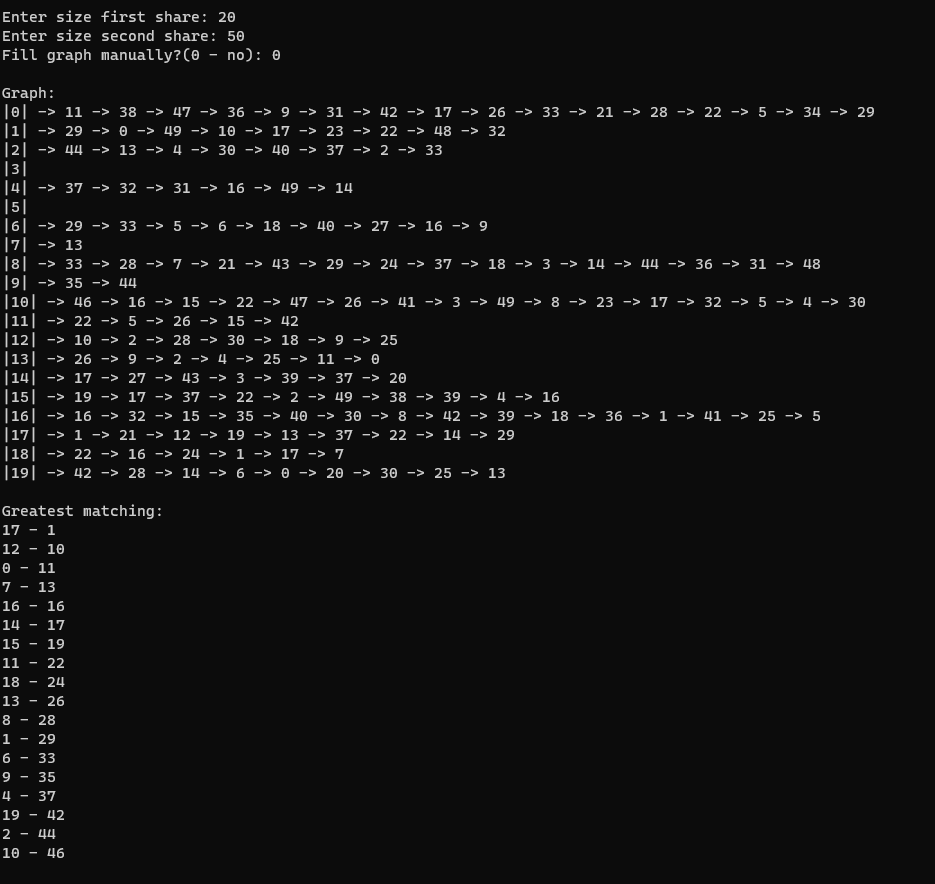 Enter size first share: 20
Enter size second share: 50
Fill graph manually?(0 - no): 0
Graph:
|0| -> 11 -> 38 -> 47 -> 36 -> 9 -> 31 -> 42 -> 17 -> 26 -> 33 -> 21 -> 28 -> 22 -> 5 -> 34 -> 29
|1| -> 29 -> 0 -> 49 -> 10 -> 17 -> 23 -> 22 -> 48 -> 32
|2| -> 44 -> 13 -> 4 -> 30 -> 40 -> 37 -> 2 -> 33
|3|
|4| -> 37 -> 32 -> 31 -> 16 -> 49 -> 14
|5|
|6| -> 29 -> 33 -> 5 -> 6 -> 18 -> 40 -> 27 -> 16 -> 9
|7| -> 13
|8| -> 33 -> 28 -> 7 -> 21 -> 43 -> 29 -> 24 -> 37 -> 18 -> 3 -> 14 -> 44 -> 36 -> 31 -> 48
|9| -> 35 -> 44
|10| -> 46 -> 16 -> 15 -> 22 -> 47 -> 26 -> 41 -> 3 -> 49 -> 8 -> 23 -> 17 -> 32 -> 5 -> 4 -> 30
|11| -> 22 -> 5 -> 26 -> 15 -> 42
|12| -> 10 -> 2 -> 28 -> 30 -> 18 -> 9 -> 25
|13| -> 26 -> 9 -> 2 -> 4 -> 25 -> 11 -> 0
|14| -> 17 -> 27 -> 43 -> 3 -> 39 -> 37 -> 20
|15| -> 19 -> 17 -> 37 -> 22 -> 2 -> 49 -> 38 -> 39 -> 4 -> 16
|16| -> 16 -> 32 -> 15 -> 35 -> 40 -> 30 -> 8 -> 42 -> 39 -> 18 -> 36 -> 1 -> 41 -> 25 -> 5
|17| -> 1 -> 21 -> 12 -> 19 -> 13 -> 37 -> 22 -> 14 -> 29
|18| -> 22 -> 16 -> 24 -> 1 -> 17 -> 7
|19| -> 42 -> 28 -> 14 -> 6 -> 0 -> 20 -> 30 -> 25 -> 13
Greatest matching:
17 - 1
12 - 10
0 - 11
7 - 13
16 - 16
14 - 17
15 - 19
11 - 22
18 - 24
13 - 26
8 - 28
1 - 29
6 - 33
9 - 35
4 - 37
19 - 42
2 - 44
10 - 46